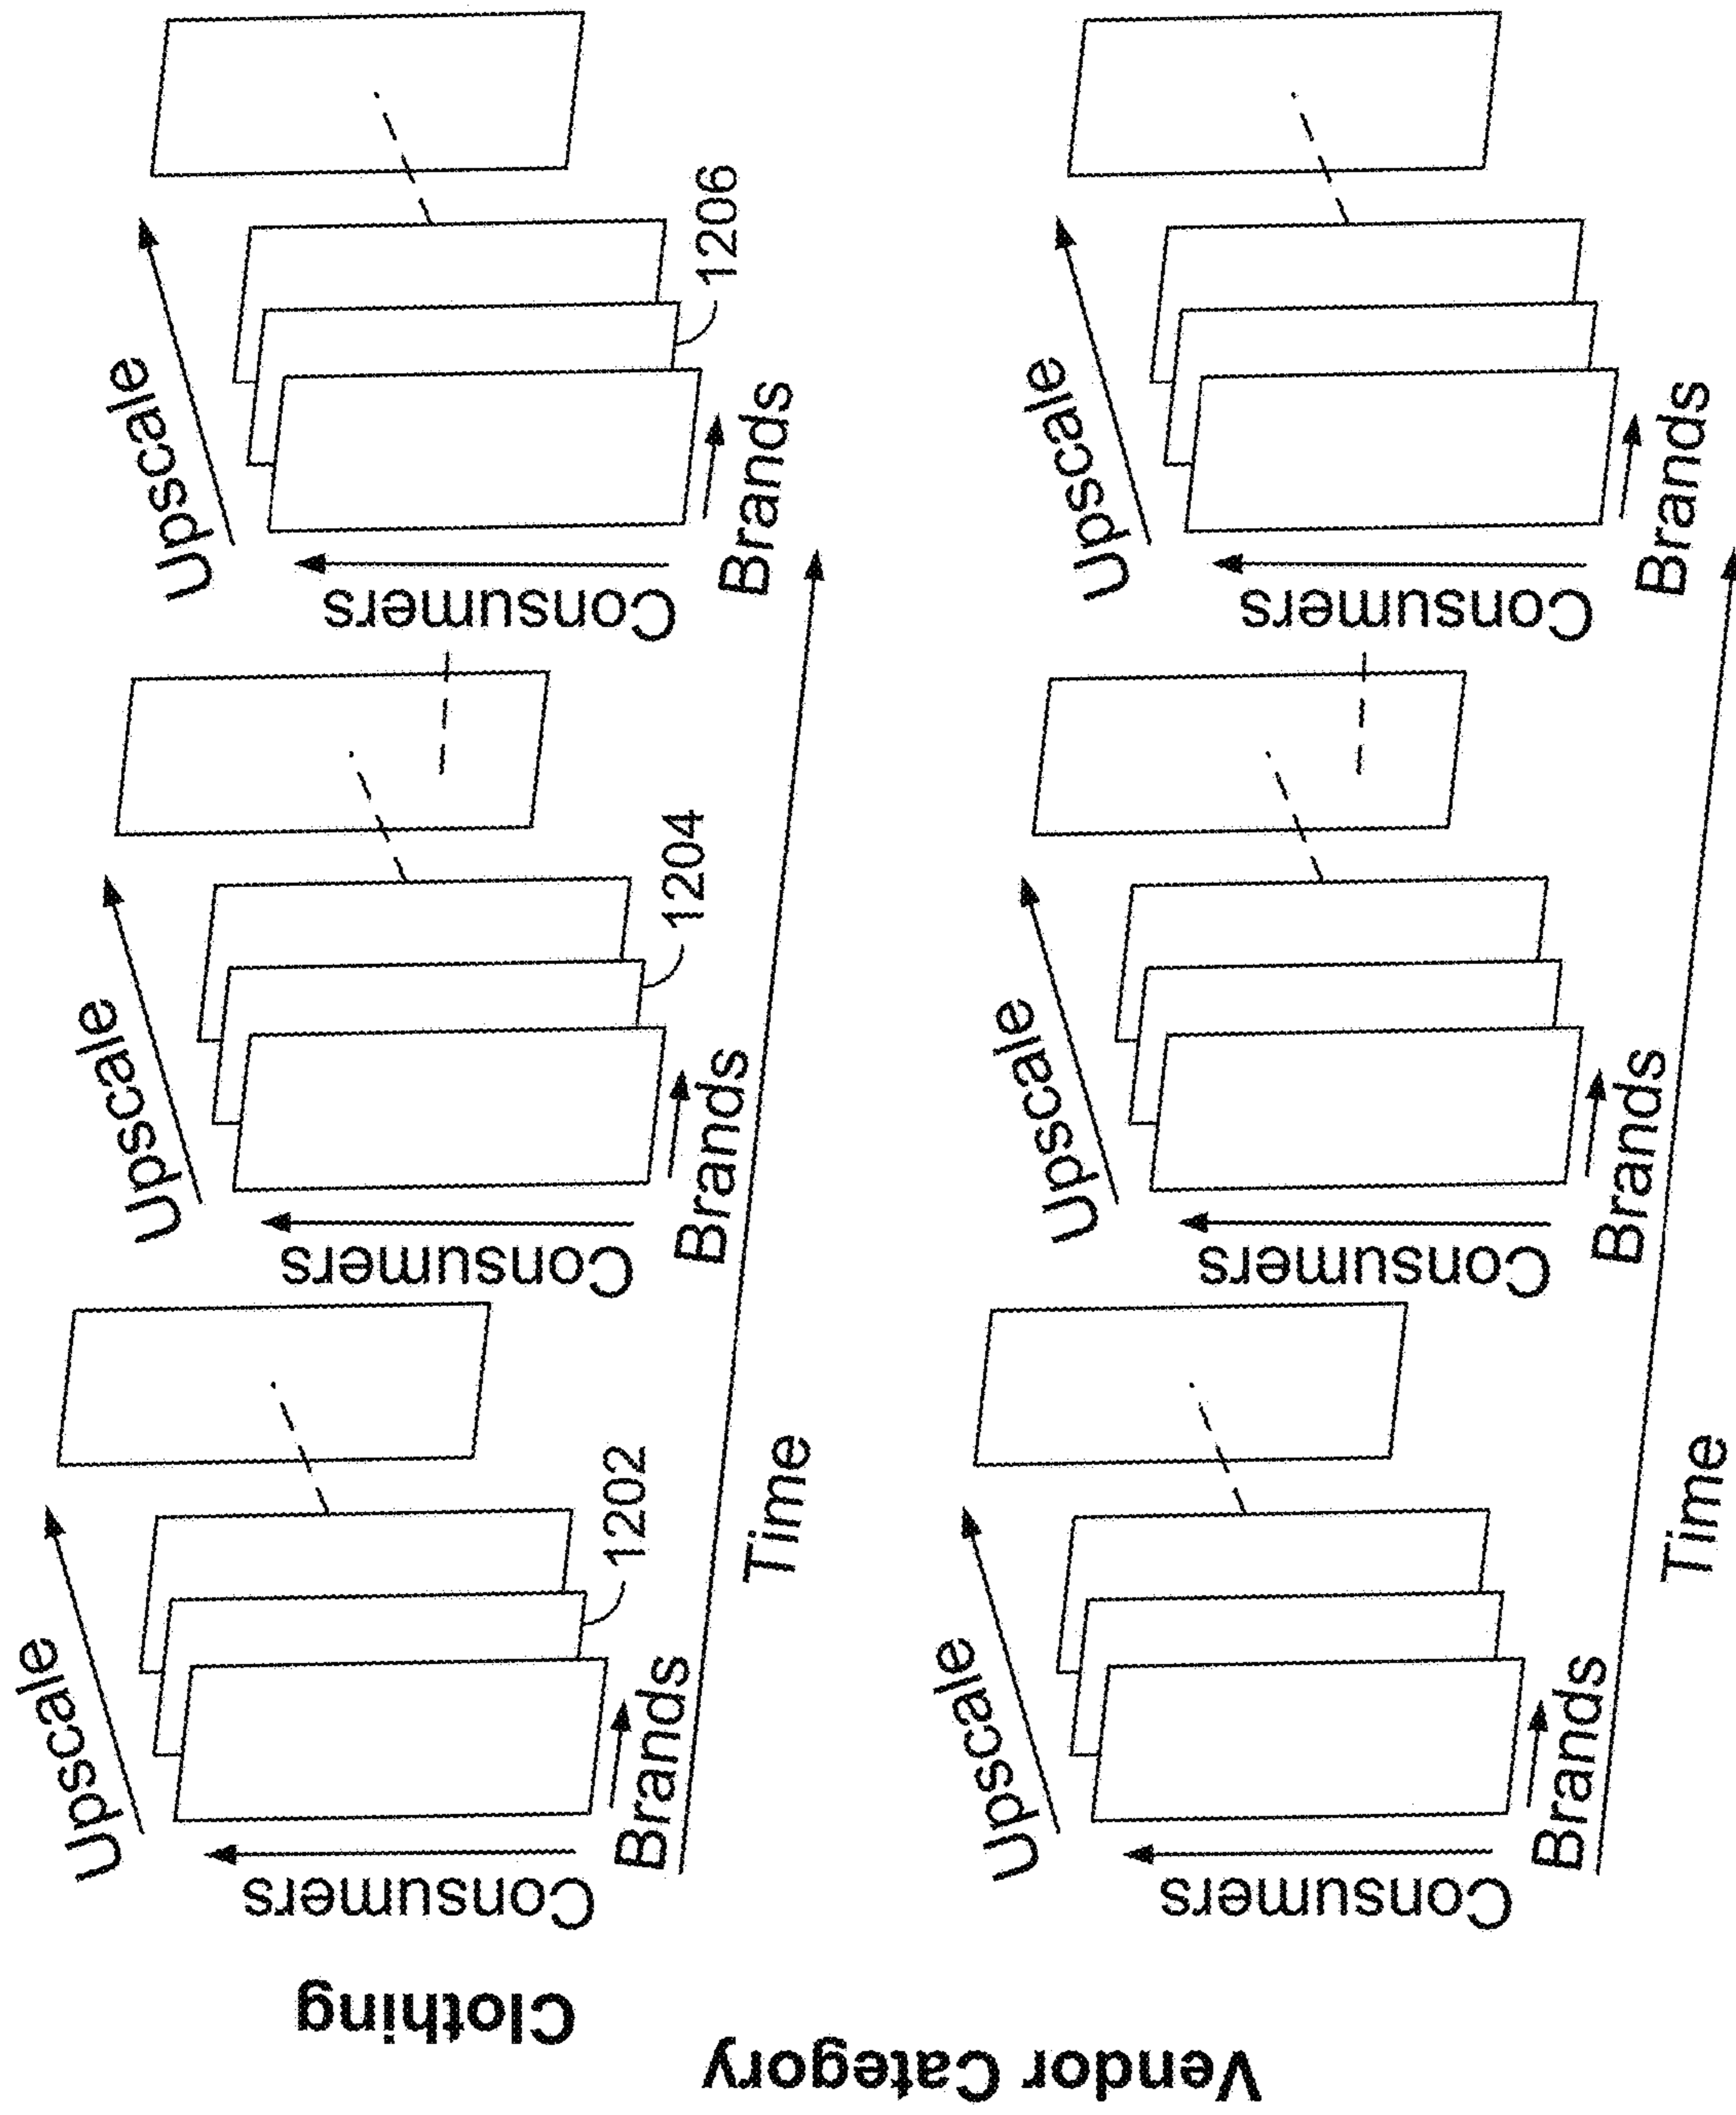 Clothing
Upscale
Upscale
Upscale
Consumers
Consumers
Consumers
1202
1204
1206
Brands
Brands
Brands
Time
Vendor Category
Upscale
Upscale
Upscale
Consumers
Consumers
Consumers
Brands
Brands
Brands
Time